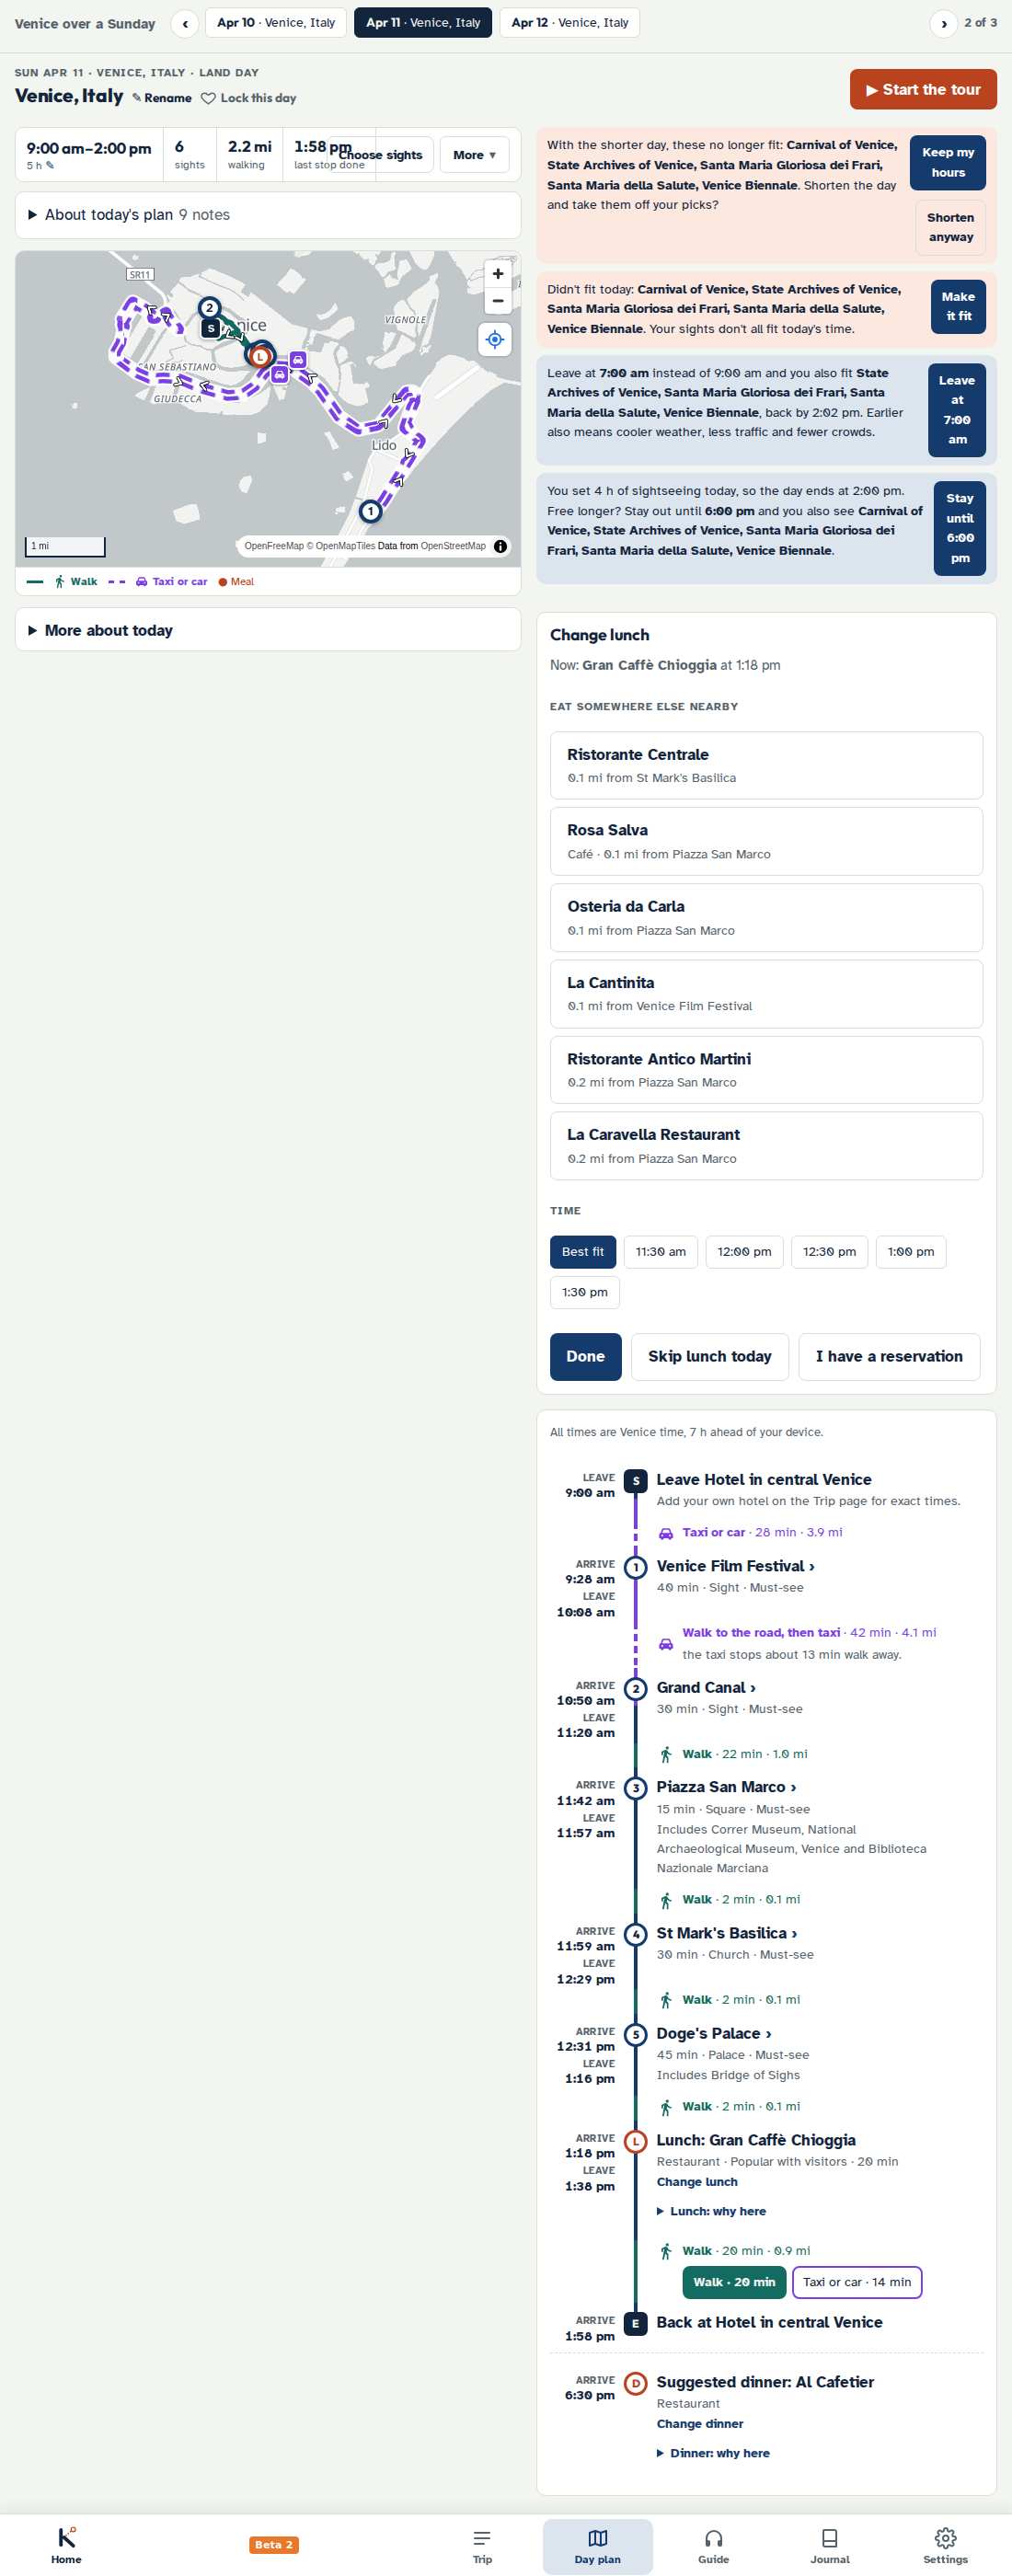 Venice over a Sunday
Apr 10 · Venice, Italy
Apr 11 · Venice, Italy
Apr 12 · Venice, Italy
2 of 3
SUN APR 11 · VENICE, ITALY · LAND DAY
Venice, Italy
✎ Rename
Lock this day
▶ Start the tour
9:00 am–2:00 pm
5 h ✎
6
sights
2.2 mi
walking
1:58 pm
last stop done
Choose sights
More ▼
▶ About today's plan 9 notes
SR11
2
S
nice
L
VIGNOLE
SAN SEBASTIANO
GIUDECCA
Lido
1
+
−
1 mi
OpenFreeMap © OpenMapTiles Data from OpenStreetMap
Walk
Taxi or car
Meal
▶ More about today
With the shorter day, these no longer fit: Carnival of Venice,
State Archives of Venice, Santa Maria Gloriosa dei Frari,
Santa Maria della Salute, Venice Biennale. Shorten the day
and take them off your picks?
Keep my
hours
Shorten
anyway
Didn't fit today: Carnival of Venice, State Archives of Venice,
Santa Maria Gloriosa dei Frari, Santa Maria della Salute,
Venice Biennale. Your sights don't all fit today's time.
Make
it fit
Leave at 7:00 am instead of 9:00 am and you also fit State
Archives of Venice, Santa Maria Gloriosa dei Frari, Santa
Maria della Salute, Venice Biennale, back by 2:02 pm. Earlier
also means cooler weather, less traffic and fewer crowds.
Leave
at
7:00
am
You set 4 h of sightseeing today, so the day ends at 2:00 pm.
Free longer? Stay out until 6:00 pm and you also see Carnival of
Venice, State Archives of Venice, Santa Maria Gloriosa dei
Frari, Santa Maria della Salute, Venice Biennale.
Stay
until
6:00
pm
Change lunch
Now: Gran Caffè Chioggia at 1:18 pm
EAT SOMEWHERE ELSE NEARBY
Ristorante Centrale
0.1 mi from St Mark's Basilica
Rosa Salva
Café · 0.1 mi from Piazza San Marco
Osteria da Carla
0.1 mi from Piazza San Marco
La Cantinita
0.1 mi from Venice Film Festival
Ristorante Antico Martini
0.2 mi from Piazza San Marco
La Caravella Restaurant
0.2 mi from Piazza San Marco
TIME
Best fit
11:30 am
12:00 pm
12:30 pm
1:00 pm
1:30 pm
Done
Skip lunch today
I have a reservation
All times are Venice time, 7 h ahead of your device.
LEAVE
9:00 am
S
Leave Hotel in central Venice
Add your own hotel on the Trip page for exact times.
Taxi or car · 28 min · 3.9 mi
ARRIVE
9:28 am
LEAVE
10:08 am
1
Venice Film Festival ›
40 min · Sight · Must-see
Walk to the road, then taxi · 42 min · 4.1 mi
the taxi stops about 13 min walk away.
ARRIVE
10:50 am
LEAVE
11:20 am
2
Grand Canal ›
30 min · Sight · Must-see
Walk · 22 min · 1.0 mi
ARRIVE
11:42 am
LEAVE
11:57 am
3
Piazza San Marco ›
15 min · Square · Must-see
Includes Correr Museum, National
Archaeological Museum, Venice and Biblioteca
Nazionale Marciana
Walk · 2 min · 0.1 mi
ARRIVE
11:59 am
LEAVE
12:29 pm
4
St Mark's Basilica ›
30 min · Church · Must-see
Walk · 2 min · 0.1 mi
ARRIVE
12:31 pm
LEAVE
1:16 pm
5
Doge's Palace ›
45 min · Palace · Must-see
Includes Bridge of Sighs
Walk · 2 min · 0.1 mi
ARRIVE
1:18 pm
LEAVE
1:38 pm
L
Lunch: Gran Caffè Chioggia
Restaurant · Popular with visitors · 20 min
Change lunch
▶ Lunch: why here
Walk · 20 min · 0.9 mi
Walk · 20 min
Taxi or car · 14 min
ARRIVE
1:58 pm
E
Back at Hotel in central Venice
ARRIVE
6:30 pm
D
Suggested dinner: Al Cafetier
Restaurant
Change dinner
▶ Dinner: why here
Home
Beta 2
Trip
Day plan
Guide
Journal
Settings